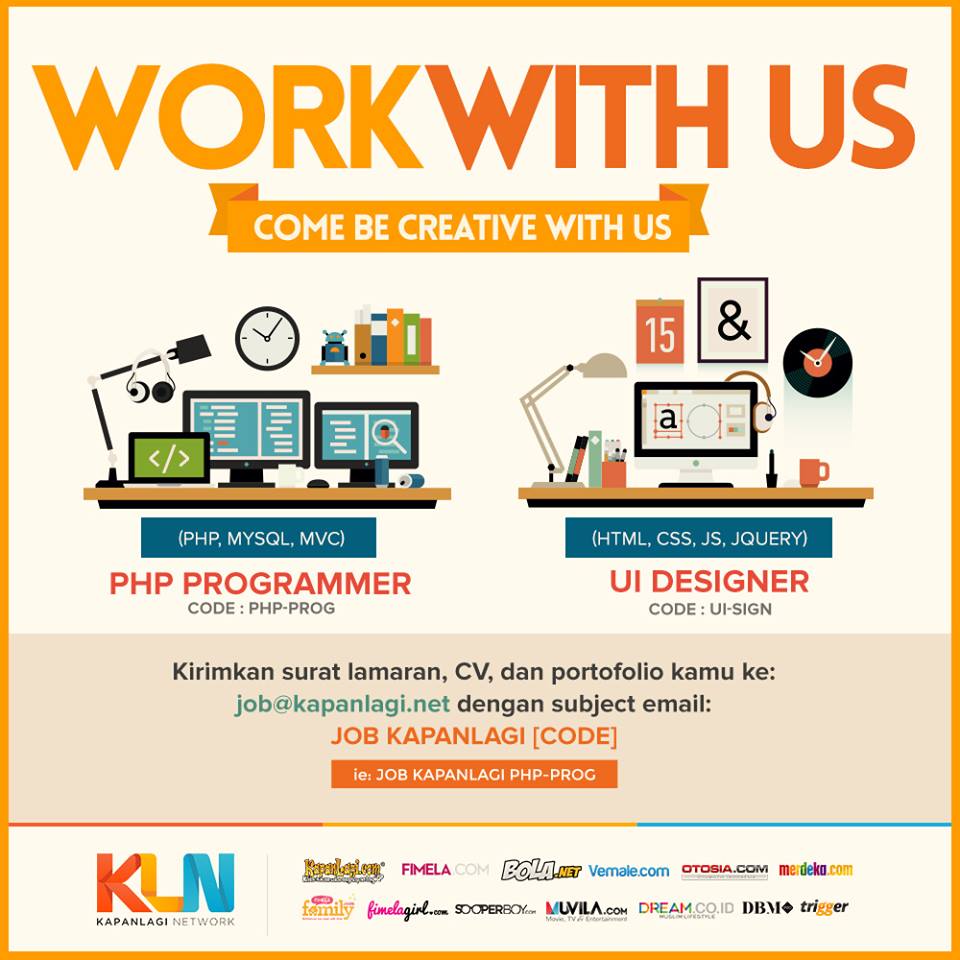 WORK WITH US
COME BE CREATIVE WITH US
15
&
</>
a
(PHP, MYSQL, MVC)
PHP PROGRAMMER
CODE : PHP-PROG
(HTML, CSS, JS, JQUERY)
UI DESIGNER
CODE : UI-SIGN
Kirimkan surat lamaran, CV, dan portofolio kamu ke:
job@kapanlagi.net dengan subject email:
JOB KAPANLAGI [CODE]
ie: JOB KAPANLAGI PHP-PROG
KLN
KAPANLAGI NETWORK
KapanLagi.com
FIMELA.COM
BOLA.NET
Vemale.com
OTOSIA.COM
merdeka.com
FIMELA family
fimelagirl.com
SOOPERBOY.com
MUVILA.COM
Movie, TV & Entertainment
DREAM.CO.ID
MUSLIM LIFESTYLE
DBM
trigger